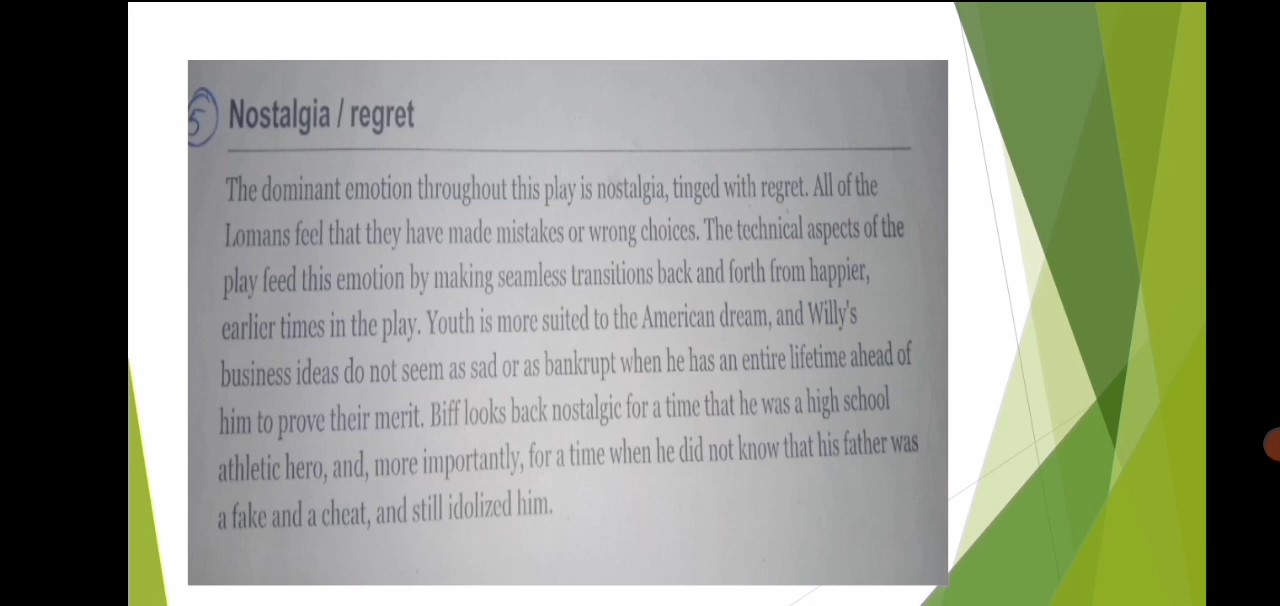 5 Nostalgia / regret
The dominant emotion throughout this play is nostalgia, tinged with regret. All of the
Lomans feel that they have made mistakes or wrong choices. The technical aspects of the
play feed this emotion by making seamless transitions back and forth from happier,
earlier times in the play. Youth is more suited to the American dream, and Willy's
business ideas do not seem as sad or as bankrupt when he has an entire lifetime ahead of
him to prove their merit. Biff looks back nostalgic for a time that he was a high school
athletic hero, and, more importantly, for a time when he did not know that his father was
a fake and a cheat, and still idolized him.